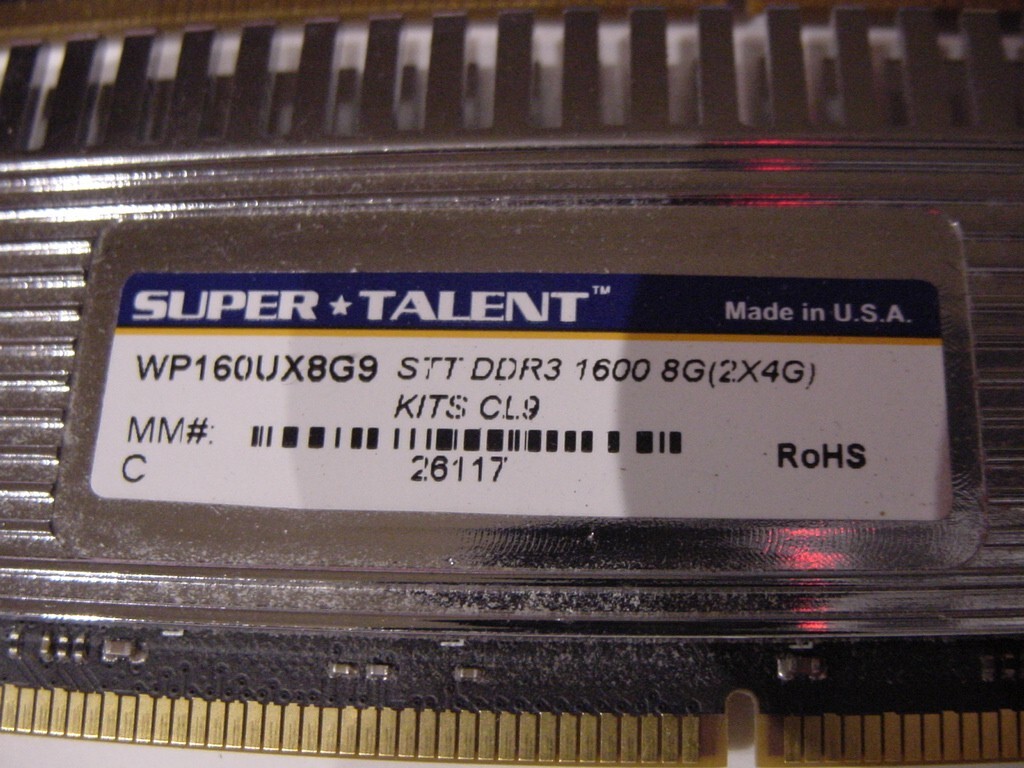 SUPER★TALENT™ Made in U.S.A.
WP160UX8G9 STT DDR3 1600 8G(2X4G)
KITS CL9
MM#:
C 26117 RoHS